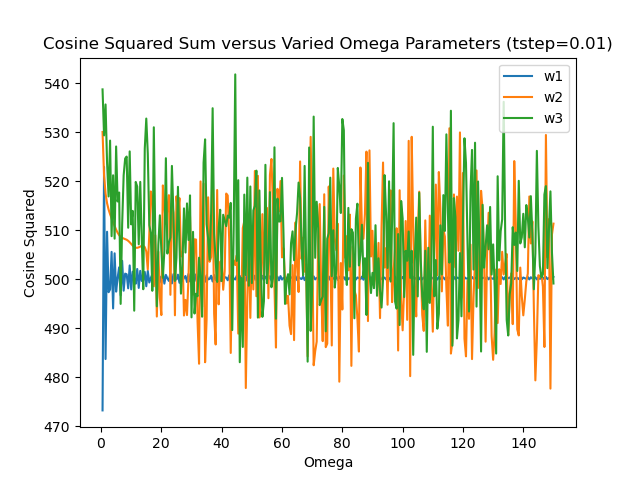 Cosine Squared Sum versus Varied Omega Parameters (tstep=0.01)
w1
w2
w3
540
530
520
510
500
490
480
470
Cosine Squared
0 20 40 60 80 100 120 140
Omega